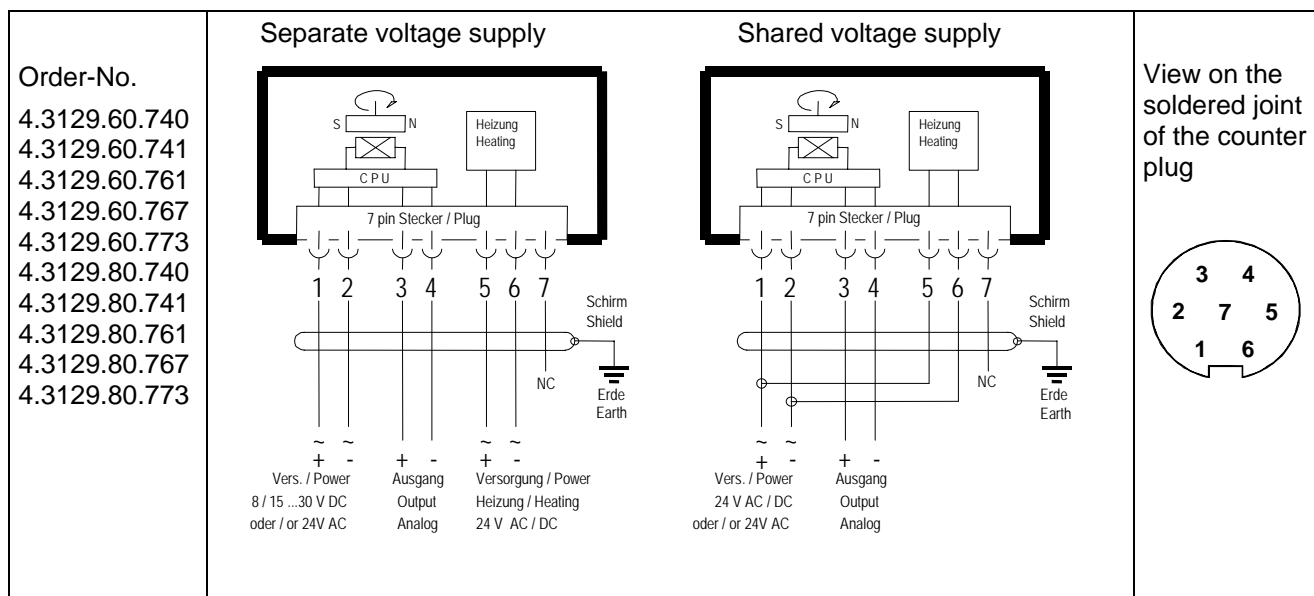 Order-No.
4.3129.60.740
4.3129.60.741
4.3129.60.761
4.3129.60.767
4.3129.60.773
4.3129.80.740
4.3129.80.741
4.3129.80.761
4.3129.80.767
4.3129.80.773
Separate voltage supply
S N
Heizung
Heating
CPU
7 pin Stecker / Plug
1 2 3 4 5 6 7
Schirm
Shield
NC
Erde
Earth
~ ~ ~ ~
+ - + - + -
Vers. / Power Ausgang Versorgung / Power
8 / 15 ...30 V DC Output Heizung / Heating
oder / or 24V AC Analog 24 V AC / DC
Shared voltage supply
S N
Heizung
Heating
CPU
7 pin Stecker / Plug
1 2 3 4 5 6 7
Schirm
Shield
NC
Erde
Earth
~ ~
+ - + -
Vers. / Power Ausgang
24 V AC / DC Output
oder / or 24V AC Analog
View on the
soldered joint
of the counter
plug
3 4
2 7 5
1 6